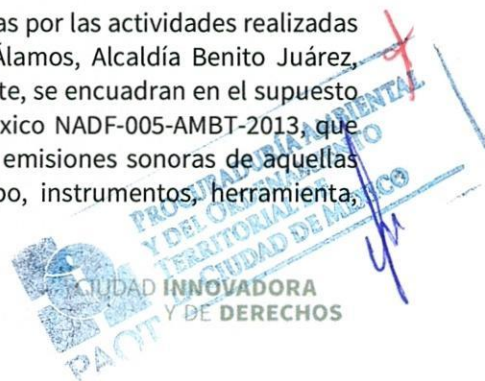 as por las actividades realizadas
Álamos, Alcaldía Benito Juárez,
te, se encuadran en el supuesto
xico NADF-005-AMBT-2013, que
emisiones sonoras de aquellas
po, instrumentos, herramienta,
PROCURADURÍA AMBIENTAL
Y DEL ORDENAMIENTO
TERRITORIAL DE
LA CIUDAD DE MÉXICO
PAOT
CIUDAD INNOVADORA
Y DE DERECHOS